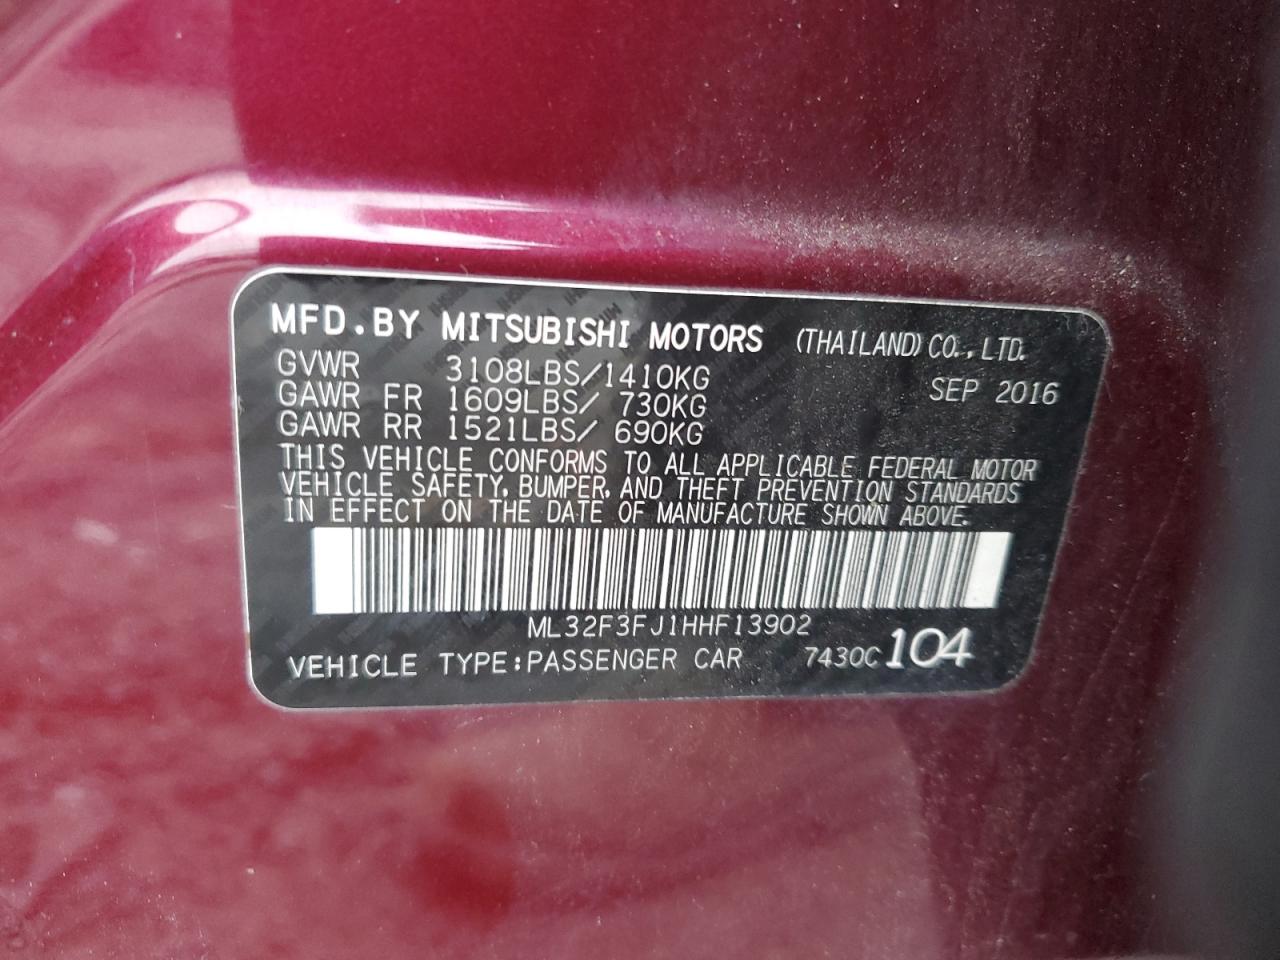 MFD.BY MITSUBISHI MOTORS (THAILAND) CO.,LTD.
GVWR 3108LBS/1410KG SEP 2016
GAWR FR 1609LBS/ 730KG
GAWR RR 1521LBS/ 690KG
THIS VEHICLE CONFORMS TO ALL APPLICABLE FEDERAL MOTOR
VEHICLE SAFETY, BUMPER, AND THEFT PREVENTION STANDARDS
IN EFFECT ON THE DATE OF MANUFACTURE SHOWN ABOVE.
ML32F3FJ1HHF13902
VEHICLE TYPE:PASSENGER CAR 7430C 104